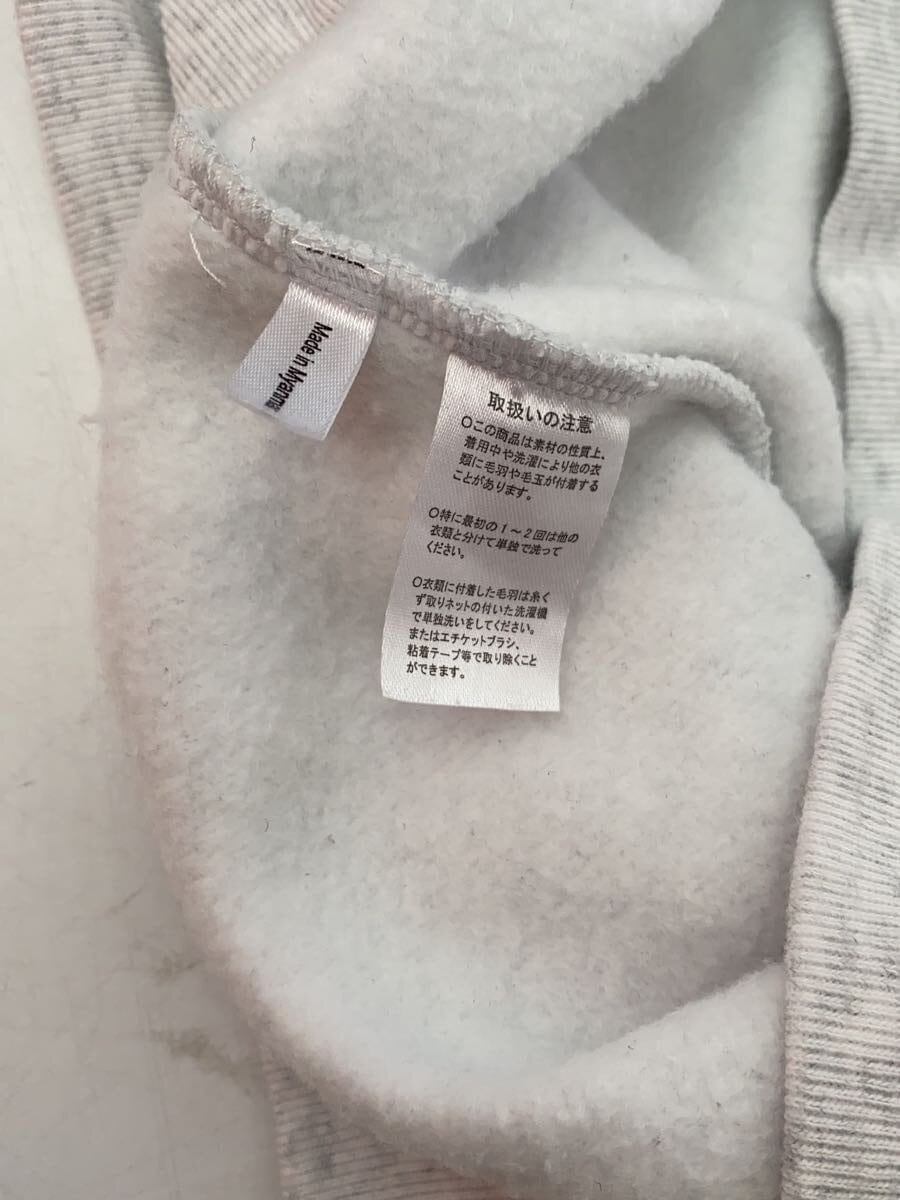 Made in Myanma
取扱いの注意
○この商品は素材の性質上、
着用中や洗濯により他の衣
類に毛羽や毛玉が付着する
ことがあります。
○特に最初の1～2回は他の
衣類と分けて単独で洗って
ください。
○衣類に付着した毛羽は糸く
ず取りネットの付いた洗濯機
で単独洗いをしてください。
またはエチケットブラシ、
粘着テープ等で取り除くこと
ができます。